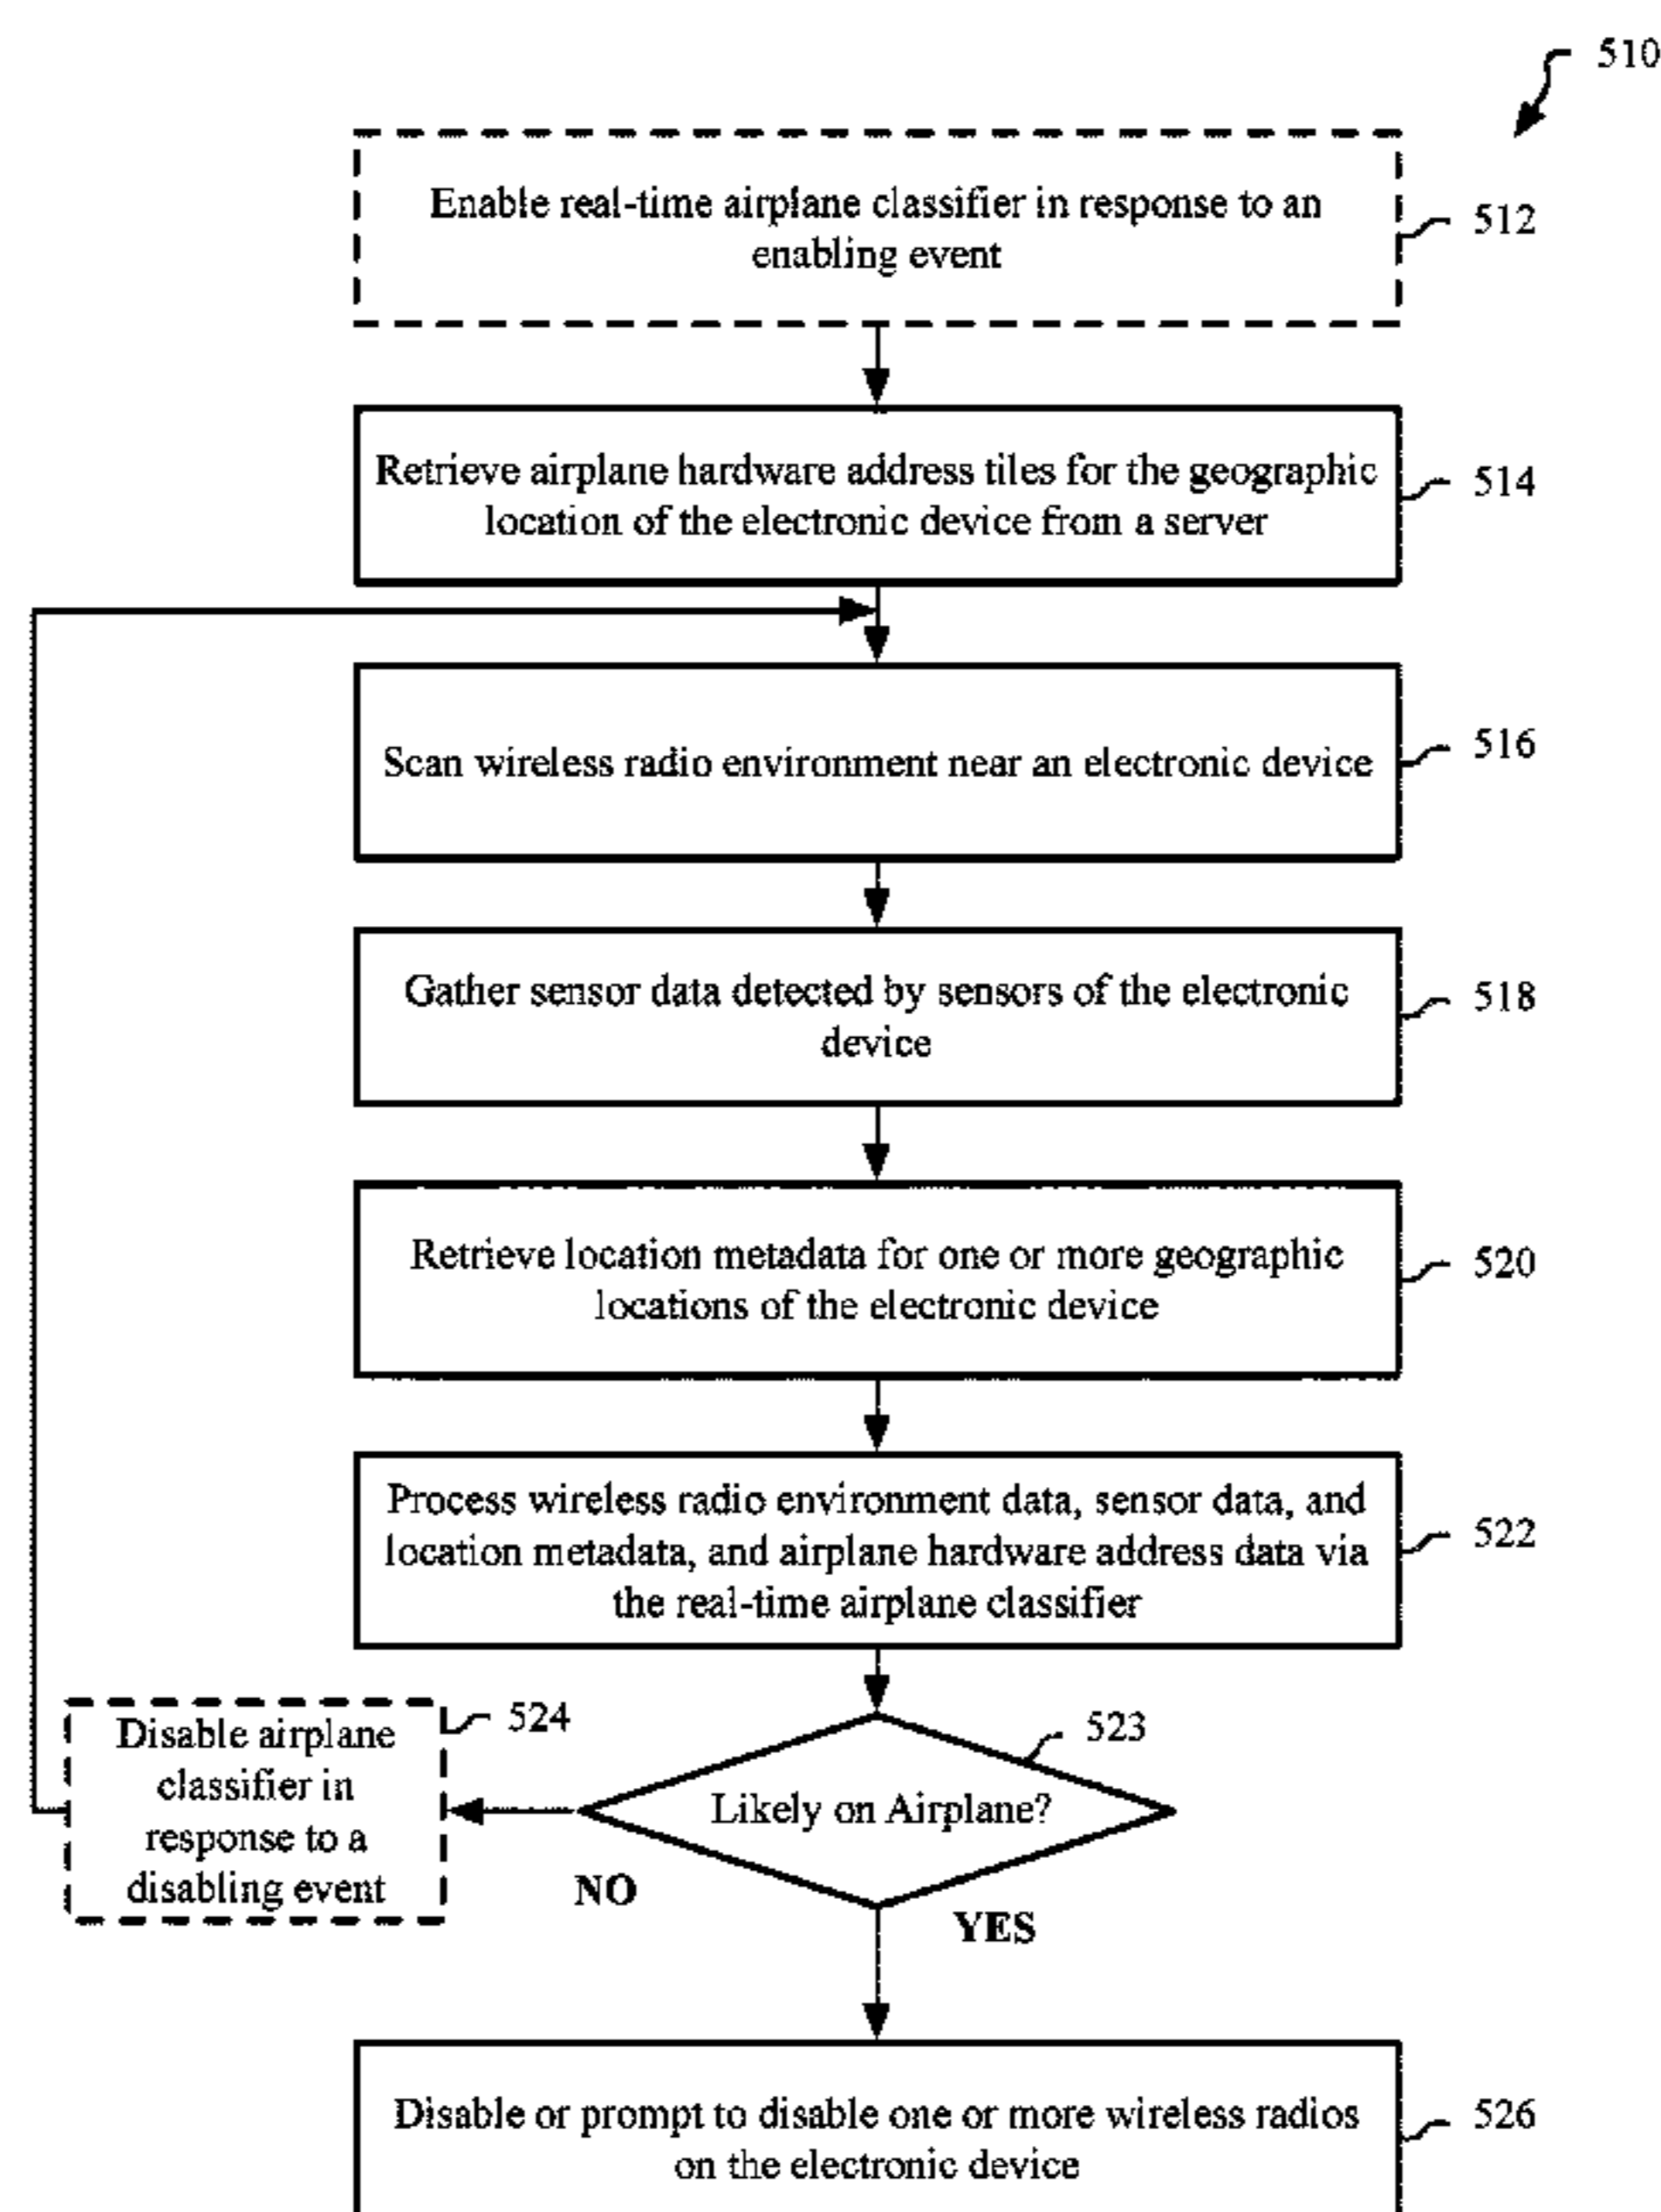 510
Enable real-time airplane classifier in response to an
enabling event
512
Retrieve airplane hardware address tiles for the geographic
location of the electronic device from a server
514
Scan wireless radio environment near an electronic device
516
Gather sensor data detected by sensors of the electronic
device
518
Retrieve location metadata for one or more geographic
locations of the electronic device
520
Process wireless radio environment data, sensor data, and
location metadata, and airplane hardware address data via
the real-time airplane classifier
522
Likely on Airplane?
523
Disable airplane
classifier in
response to a
disabling event
524
NO
YES
Disable or prompt to disable one or more wireless radios
on the electronic device
526